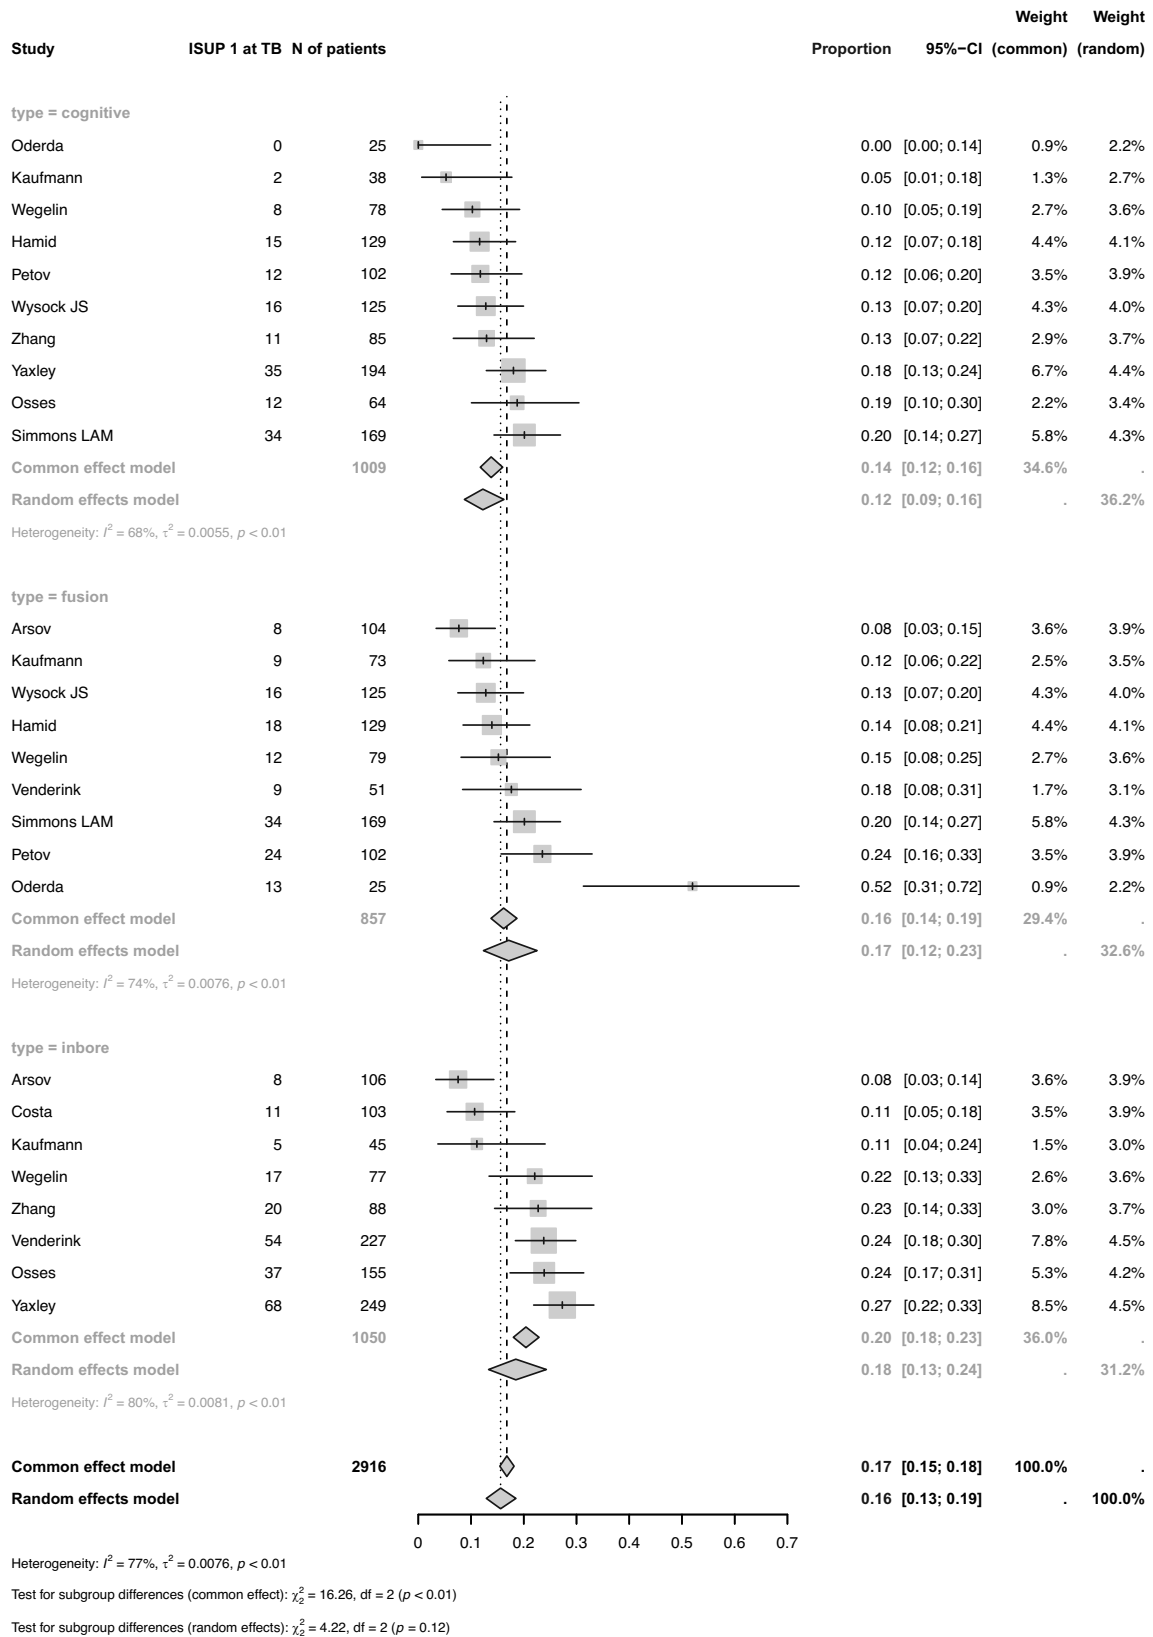 Weight Weight
Study ISUP 1 at TB N of patients Proportion 95%−CI (common) (random)
type = cognitive
Oderda 0 25 0.00 [0.00; 0.14] 0.9% 2.2%
Kaufmann 2 38 0.05 [0.01; 0.18] 1.3% 2.7%
Wegelin 8 78 0.10 [0.05; 0.19] 2.7% 3.6%
Hamid 15 129 0.12 [0.07; 0.18] 4.4% 4.1%
Petov 12 102 0.12 [0.06; 0.20] 3.5% 3.9%
Wysock JS 16 125 0.13 [0.07; 0.20] 4.3% 4.0%
Zhang 11 85 0.13 [0.07; 0.22] 2.9% 3.7%
Yaxley 35 194 0.18 [0.13; 0.24] 6.7% 4.4%
Osses 12 64 0.19 [0.10; 0.30] 2.2% 3.4%
Simmons LAM 34 169 0.20 [0.14; 0.27] 5.8% 4.3%
Common effect model 1009 0.14 [0.12; 0.16] 34.6% .
Random effects model 0.12 [0.09; 0.16] . 36.2%
Heterogeneity: I² = 68%, τ² = 0.0055, p < 0.01
type = fusion
Arsov 8 104 0.08 [0.03; 0.15] 3.6% 3.9%
Kaufmann 9 73 0.12 [0.06; 0.22] 2.5% 3.5%
Wysock JS 16 125 0.13 [0.07; 0.20] 4.3% 4.0%
Hamid 18 129 0.14 [0.08; 0.21] 4.4% 4.1%
Wegelin 12 79 0.15 [0.08; 0.25] 2.7% 3.6%
Venderink 9 51 0.18 [0.08; 0.31] 1.7% 3.1%
Simmons LAM 34 169 0.20 [0.14; 0.27] 5.8% 4.3%
Petov 24 102 0.24 [0.16; 0.33] 3.5% 3.9%
Oderda 13 25 0.52 [0.31; 0.72] 0.9% 2.2%
Common effect model 857 0.16 [0.14; 0.19] 29.4% .
Random effects model 0.17 [0.12; 0.23] . 32.6%
Heterogeneity: I² = 74%, τ² = 0.0076, p < 0.01
type = inbore
Arsov 8 106 0.08 [0.03; 0.14] 3.6% 3.9%
Costa 11 103 0.11 [0.05; 0.18] 3.5% 3.9%
Kaufmann 5 45 0.11 [0.04; 0.24] 1.5% 3.0%
Wegelin 17 77 0.22 [0.13; 0.33] 2.6% 3.6%
Zhang 20 88 0.23 [0.14; 0.33] 3.0% 3.7%
Venderink 54 227 0.24 [0.18; 0.30] 7.8% 4.5%
Osses 37 155 0.24 [0.17; 0.31] 5.3% 4.2%
Yaxley 68 249 0.27 [0.22; 0.33] 8.5% 4.5%
Common effect model 1050 0.20 [0.18; 0.23] 36.0% .
Random effects model 0.18 [0.13; 0.24] . 31.2%
Heterogeneity: I² = 80%, τ² = 0.0081, p < 0.01
Common effect model 2916 0.17 [0.15; 0.18] 100.0% .
Random effects model 0.16 [0.13; 0.19] . 100.0%
0 0.1 0.2 0.3 0.4 0.5 0.6 0.7
Heterogeneity: I² = 77%, τ² = 0.0076, p < 0.01
Test for subgroup differences (common effect): χ²₂ = 16.26, df = 2 (p < 0.01)
Test for subgroup differences (random effects): χ²₂ = 4.22, df = 2 (p = 0.12)